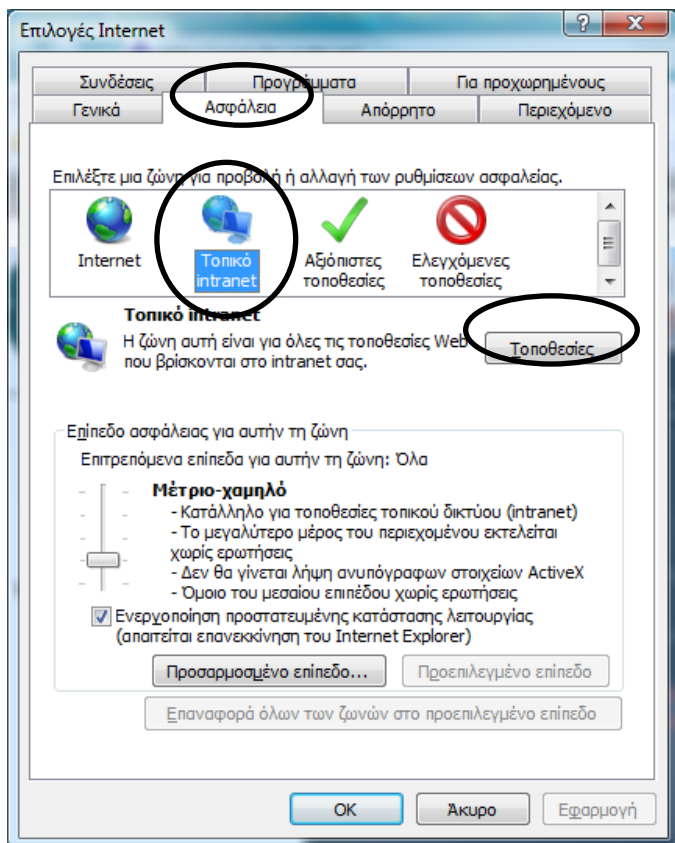 Επιλογές Internet
Συνδέσεις Προγράμματα Για προχωρημένους
Γενικά Ασφάλεια Απόρρητο Περιεχόμενο
Επιλέξτε μια ζώνη για προβολή ή αλλαγή των ρυθμίσεων ασφαλείας.
Internet Τοπικό intranet Αξιόπιστες τοποθεσίες Ελεγχόμενες τοποθεσίες
Τοπικό intranet
Η ζώνη αυτή είναι για όλες τις τοποθεσίες Web
που βρίσκονται στο intranet σας.
Τοποθεσίες
Επίπεδο ασφάλειας για αυτήν τη ζώνη
Επιτρεπόμενα επίπεδα για αυτήν τη ζώνη: Όλα
Μέτριο-χαμηλό
- Κατάλληλο για τοποθεσίες τοπικού δικτύου (intranet)
- Το μεγαλύτερο μέρος του περιεχομένου εκτελείται
χωρίς ερωτήσεις
- Δεν θα γίνεται λήψη ανυπόγραφων στοιχείων ActiveX
- Όμοιο του μεσαίου επιπέδου χωρίς ερωτήσεις
Ενεργοποίηση προστατευμένης κατάστασης λειτουργίας
(απαιτείται επανεκκίνηση του Internet Explorer)
Προσαρμοσμένο επίπεδο... Προεπιλεγμένο επίπεδο
Επαναφορά όλων των ζωνών στο προεπιλεγμένο επίπεδο
OK Άκυρο Εφαρμογή